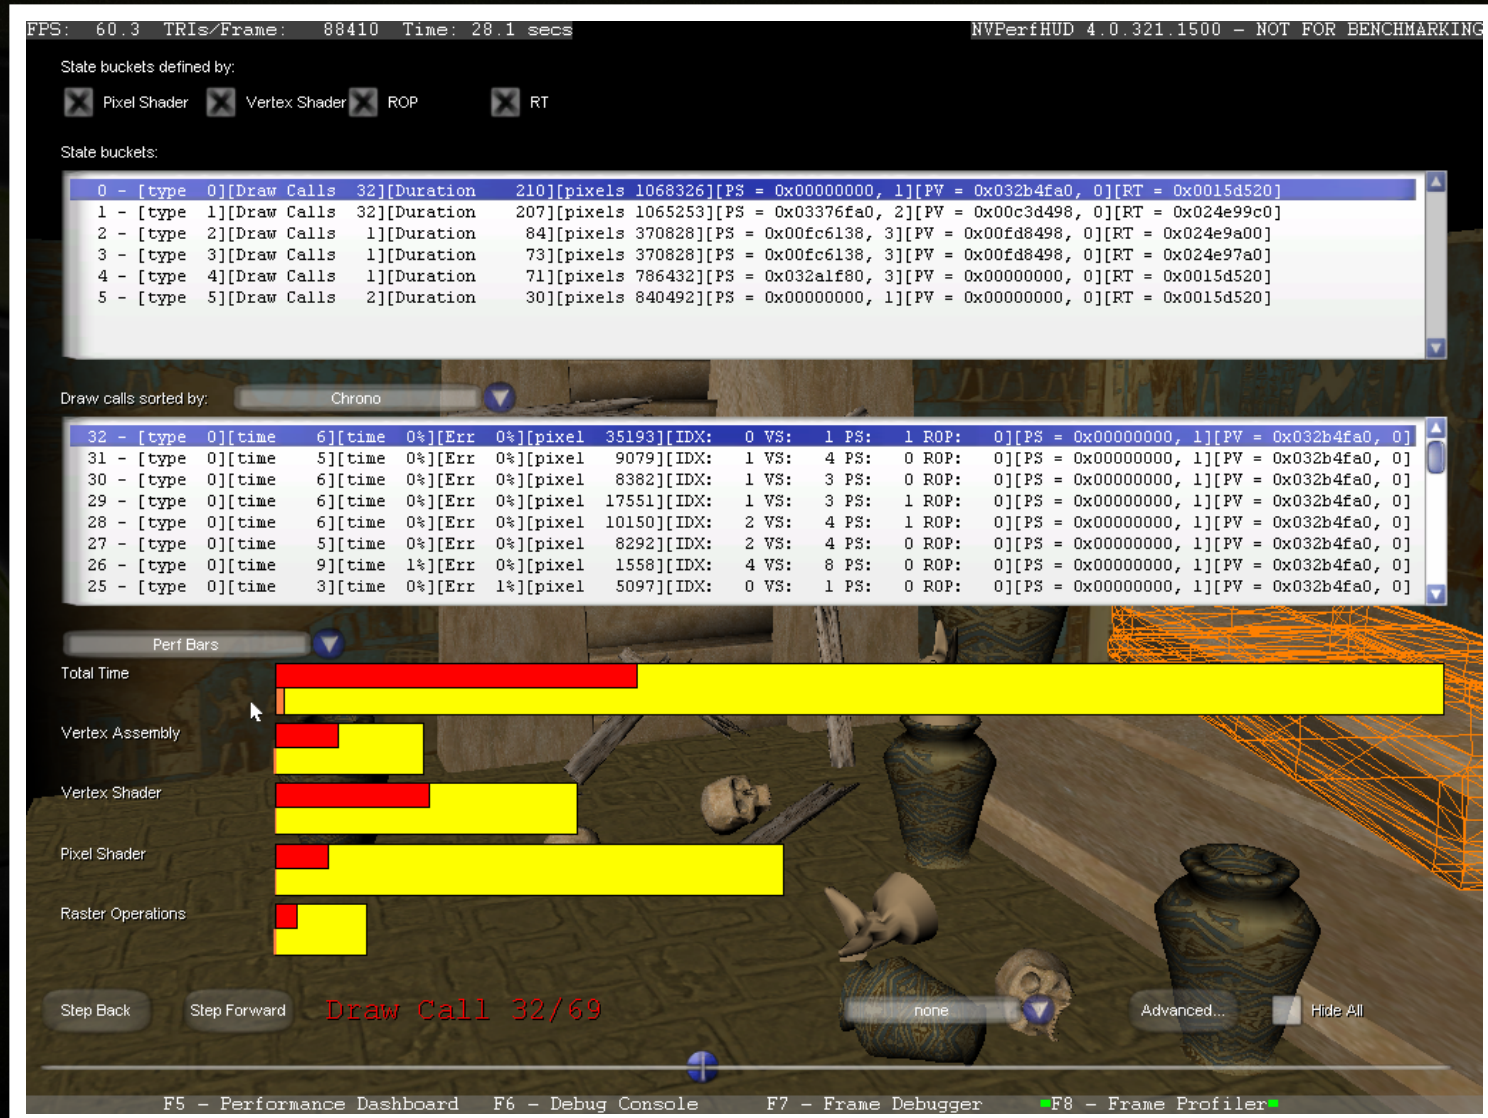 FPS: 60.3 TRIs/Frame: 88410 Time: 28.1 secs NVPerfHUD 4.0.321.1500 – NOT FOR BENCHMARKING
State buckets defined by:
Pixel Shader Vertex Shader ROP RT
State buckets:
0 - [type 0][Draw Calls 32][Duration 210][pixels 1068326][PS = 0x00000000, 1][PV = 0x032b4fa0, 0][RT = 0x0015d520]
1 - [type 1][Draw Calls 32][Duration 207][pixels 1065253][PS = 0x03376fa0, 2][PV = 0x00c3d498, 0][RT = 0x024e99c0]
2 - [type 2][Draw Calls 1][Duration 84][pixels 370828][PS = 0x00fc6138, 3][PV = 0x00fd8498, 0][RT = 0x024e9a00]
3 - [type 3][Draw Calls 1][Duration 73][pixels 370828][PS = 0x00fc6138, 3][PV = 0x00fd8498, 0][RT = 0x024e97a0]
4 - [type 4][Draw Calls 1][Duration 71][pixels 786432][PS = 0x032a1f80, 3][PV = 0x00000000, 0][RT = 0x0015d520]
5 - [type 5][Draw Calls 2][Duration 30][pixels 840492][PS = 0x00000000, 1][PV = 0x00000000, 0][RT = 0x0015d520]
Draw calls sorted by: Chrono
32 - [type 0][time 6][time 0%][Err 0%][pixel 35193][IDX: 0 VS: 1 PS: 1 ROP: 0][PS = 0x00000000, 1][PV = 0x032b4fa0, 0]
31 - [type 0][time 5][time 0%][Err 0%][pixel 9079][IDX: 1 VS: 4 PS: 0 ROP: 0][PS = 0x00000000, 1][PV = 0x032b4fa0, 0]
30 - [type 0][time 6][time 0%][Err 0%][pixel 8382][IDX: 1 VS: 3 PS: 0 ROP: 0][PS = 0x00000000, 1][PV = 0x032b4fa0, 0]
29 - [type 0][time 6][time 0%][Err 0%][pixel 17551][IDX: 1 VS: 3 PS: 1 ROP: 0][PS = 0x00000000, 1][PV = 0x032b4fa0, 0]
28 - [type 0][time 6][time 0%][Err 0%][pixel 10150][IDX: 2 VS: 4 PS: 1 ROP: 0][PS = 0x00000000, 1][PV = 0x032b4fa0, 0]
27 - [type 0][time 5][time 0%][Err 0%][pixel 8292][IDX: 2 VS: 4 PS: 0 ROP: 0][PS = 0x00000000, 1][PV = 0x032b4fa0, 0]
26 - [type 0][time 9][time 1%][Err 0%][pixel 1558][IDX: 4 VS: 8 PS: 0 ROP: 0][PS = 0x00000000, 1][PV = 0x032b4fa0, 0]
25 - [type 0][time 3][time 0%][Err 1%][pixel 5097][IDX: 0 VS: 1 PS: 0 ROP: 0][PS = 0x00000000, 1][PV = 0x032b4fa0, 0]
Perf Bars
Total Time
Vertex Assembly
Vertex Shader
Pixel Shader
Raster Operations
Step Back Step Forward Draw Call 32/69 none Advanced... Hide All
F5 – Performance Dashboard F6 – Debug Console F7 – Frame Debugger F8 – Frame Profiler